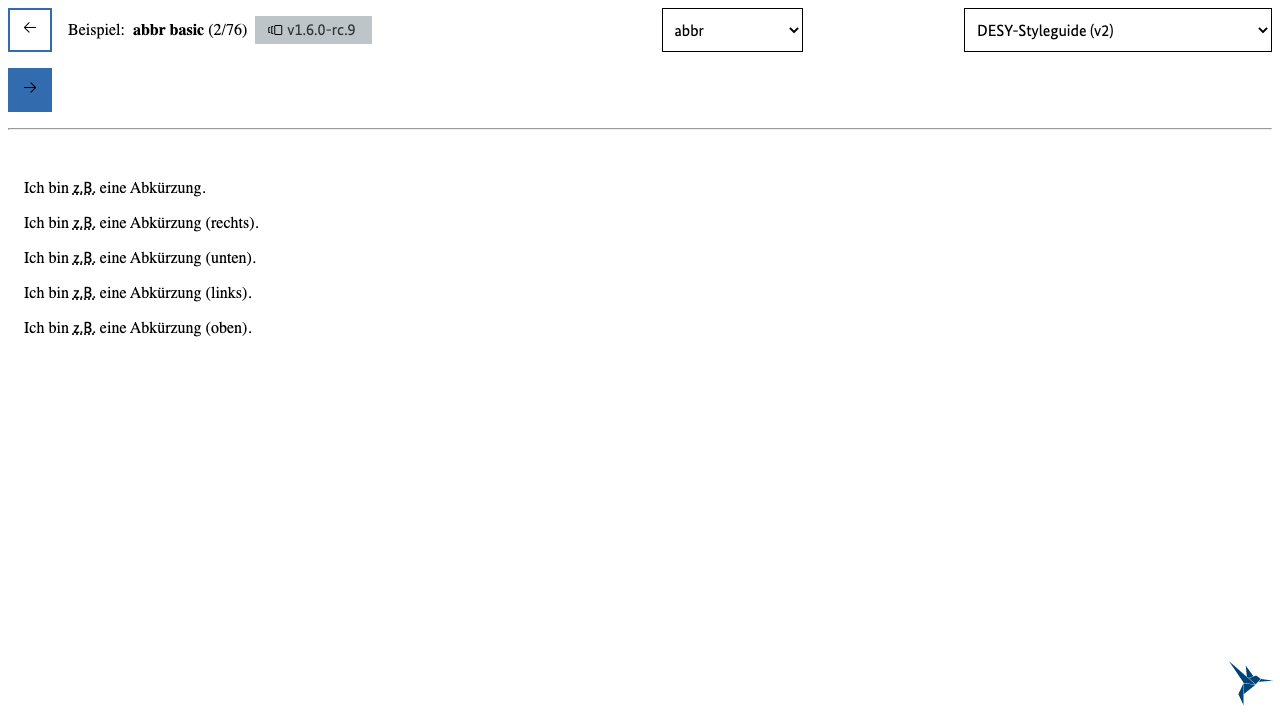 Beispiel: abbr basic (2/76) v1.6.0-rc.9 abbr DESY-Styleguide (v2)
Ich bin z.B. eine Abkürzung.
Ich bin z.B. eine Abkürzung (rechts).
Ich bin z.B. eine Abkürzung (unten).
Ich bin z.B. eine Abkürzung (links).
Ich bin z.B. eine Abkürzung (oben).